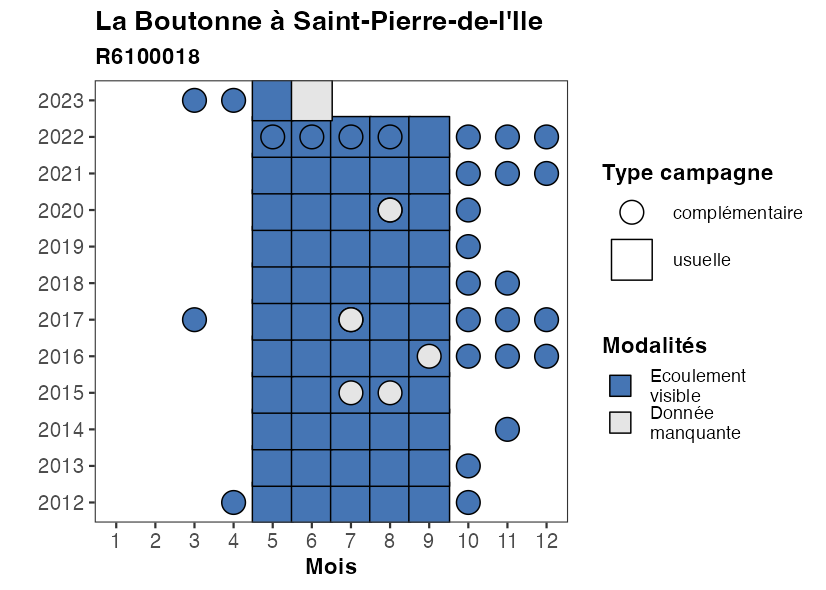 La Boutonne à Saint-Pierre-de-l'Ile
R6100018
2023
2022
2021
2020
2019
2018
2017
2016
2015
2014
2013
2012
1 2 3 4 5 6 7 8 9 10 11 12
Mois
Type campagne
complémentaire
usuelle
Modalités
Ecoulement
visible
Donnée
manquante